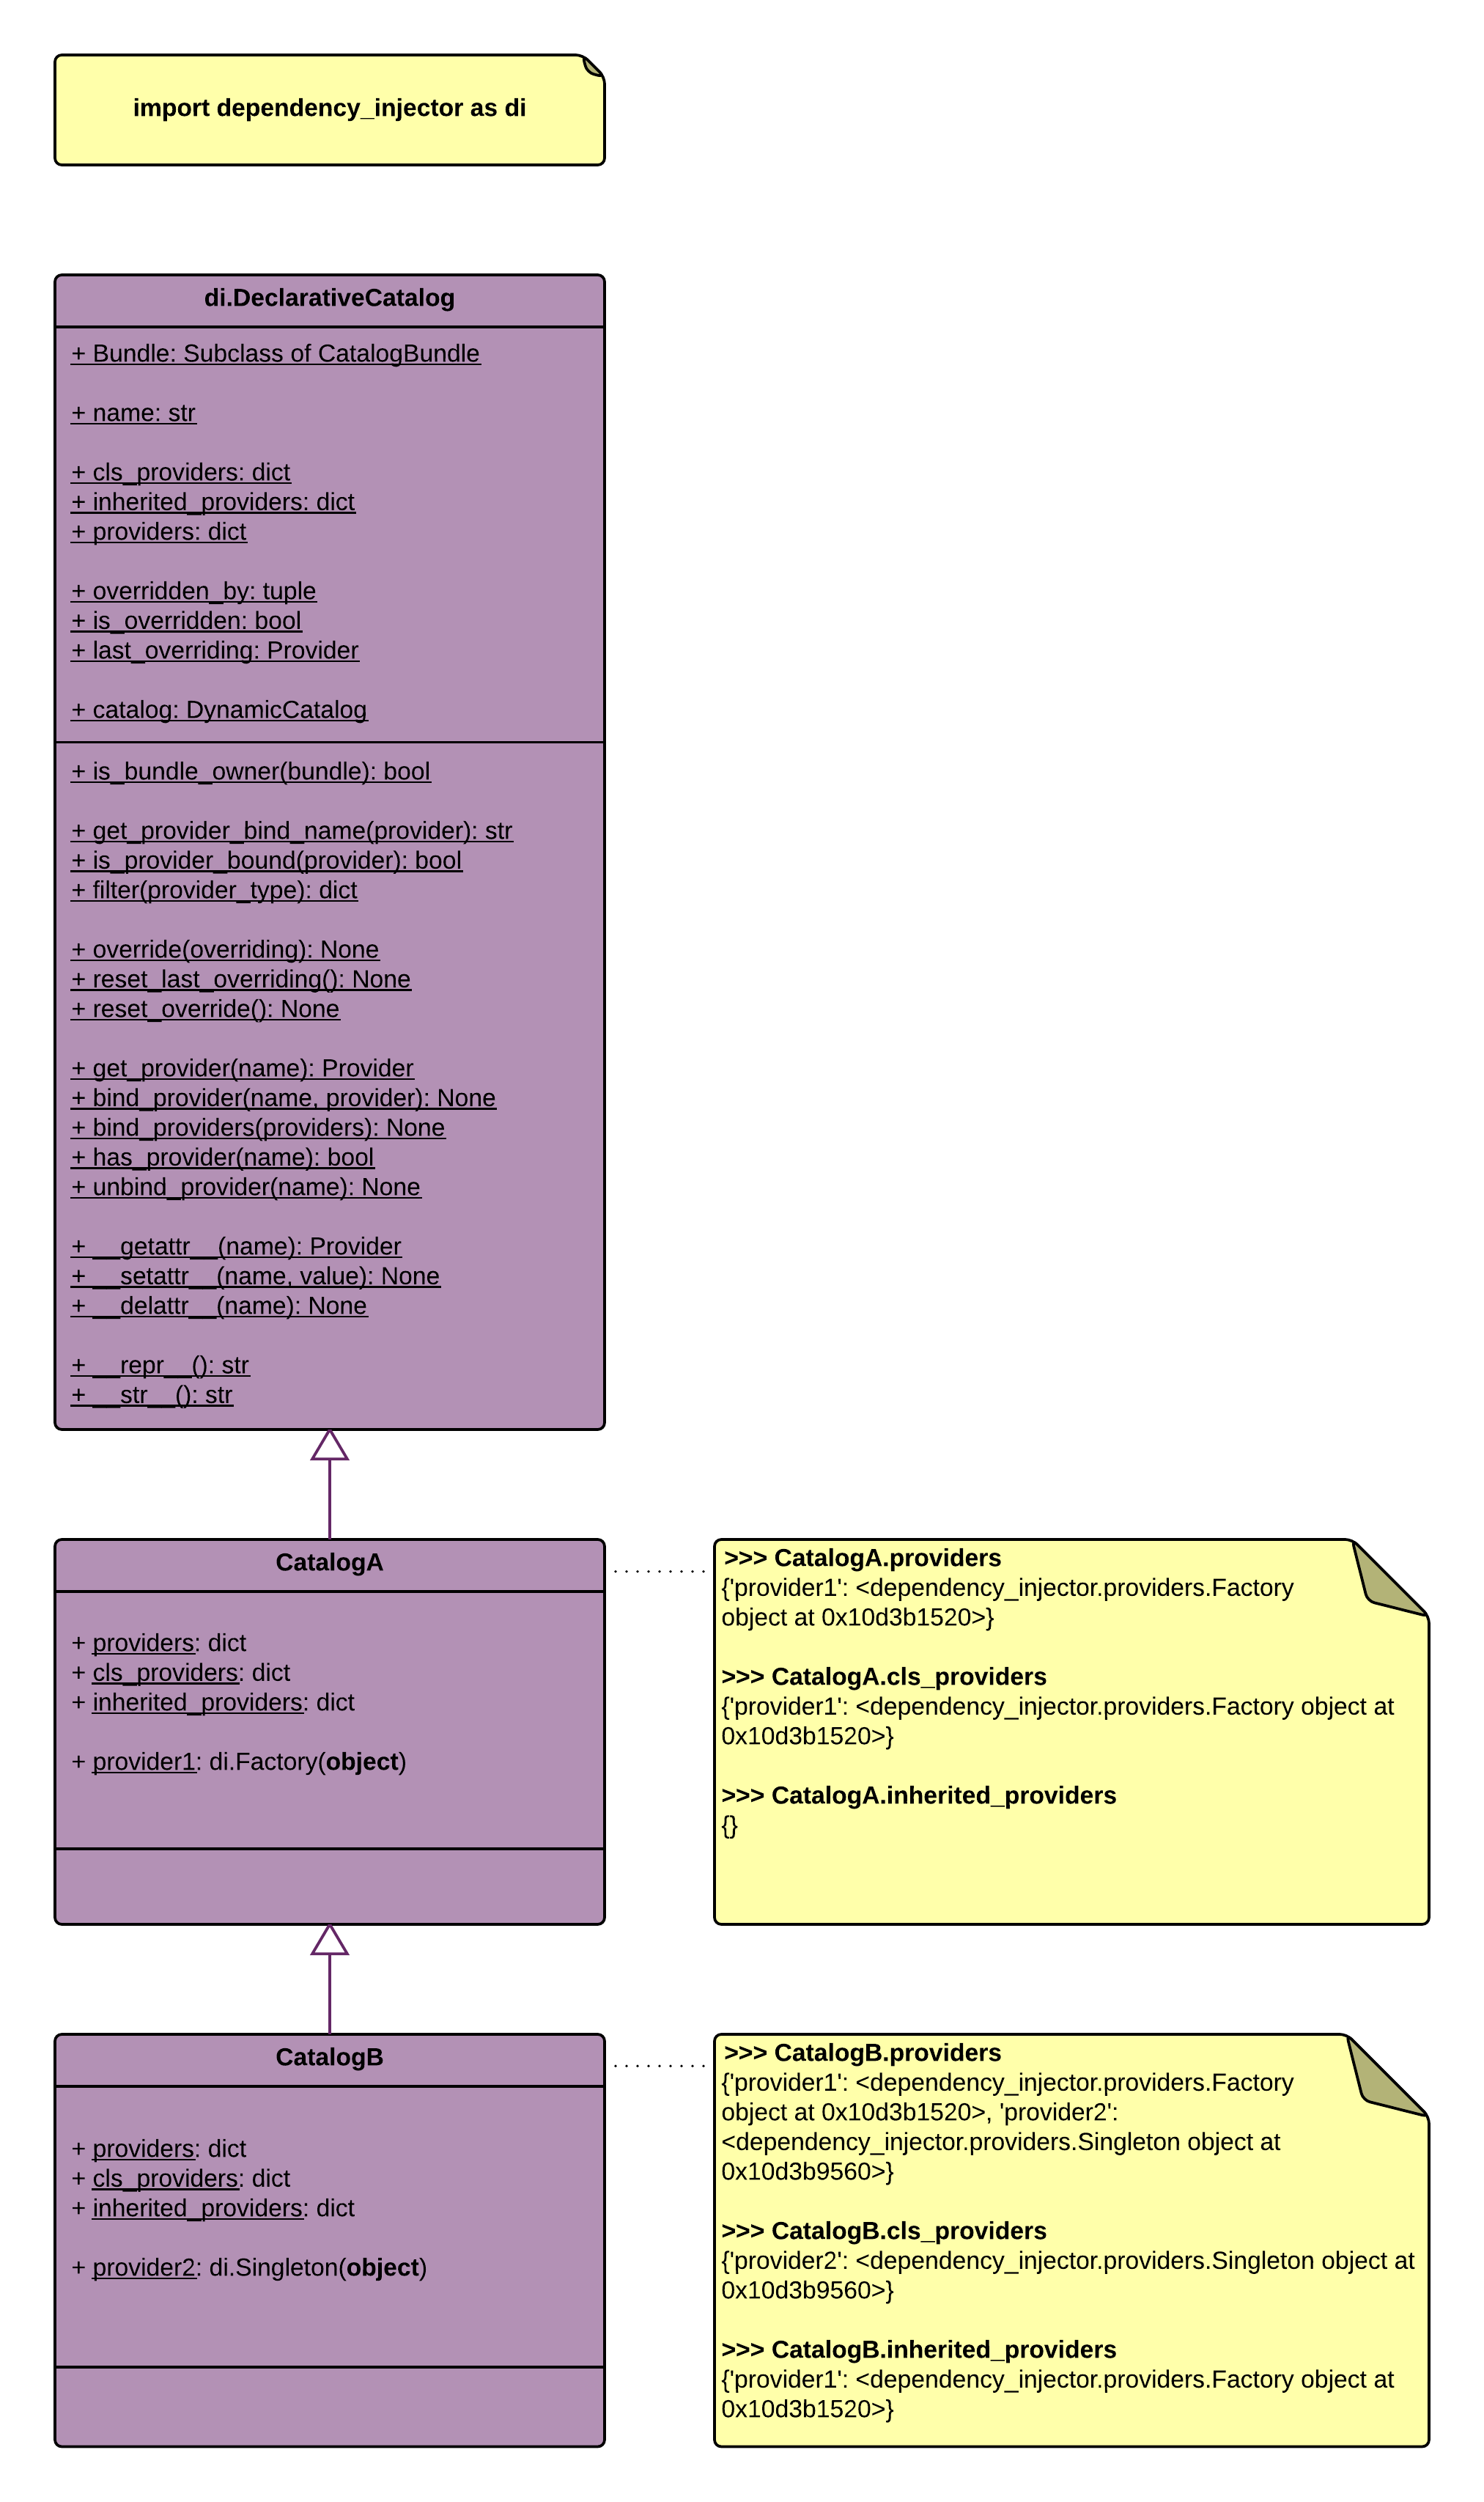 import dependency_injector as di
di.DeclarativeCatalog
+ Bundle: Subclass of CatalogBundle
+ name: str
+ cls_providers: dict
+ inherited_providers: dict
+ providers: dict
+ overridden_by: tuple
+ is_overridden: bool
+ last_overriding: Provider
+ catalog: DynamicCatalog
+ is_bundle_owner(bundle): bool
+ get_provider_bind_name(provider): str
+ is_provider_bound(provider): bool
+ filter(provider_type): dict
+ override(overriding): None
+ reset_last_overriding(): None
+ reset_override(): None
+ get_provider(name): Provider
+ bind_provider(name, provider): None
+ bind_providers(providers): None
+ has_provider(name): bool
+ unbind_provider(name): None
+ __getattr__(name): Provider
+ __setattr__(name, value): None
+ __delattr__(name): None
+ __repr__(): str
+ __str__(): str
CatalogA
+ providers: dict
+ cls_providers: dict
+ inherited_providers: dict
+ provider1: di.Factory(object)
>>> CatalogA.providers
{'provider1': <dependency_injector.providers.Factory
object at 0x10d3b1520>}
>>> CatalogA.cls_providers
{'provider1': <dependency_injector.providers.Factory object at
0x10d3b1520>}
>>> CatalogA.inherited_providers
{}
CatalogB
+ providers: dict
+ cls_providers: dict
+ inherited_providers: dict
+ provider2: di.Singleton(object)
>>> CatalogB.providers
{'provider1': <dependency_injector.providers.Factory
object at 0x10d3b1520>, 'provider2':
<dependency_injector.providers.Singleton object at
0x10d3b9560>}
>>> CatalogB.cls_providers
{'provider2': <dependency_injector.providers.Singleton object at
0x10d3b9560>}
>>> CatalogB.inherited_providers
{'provider1': <dependency_injector.providers.Factory object at
0x10d3b1520>}